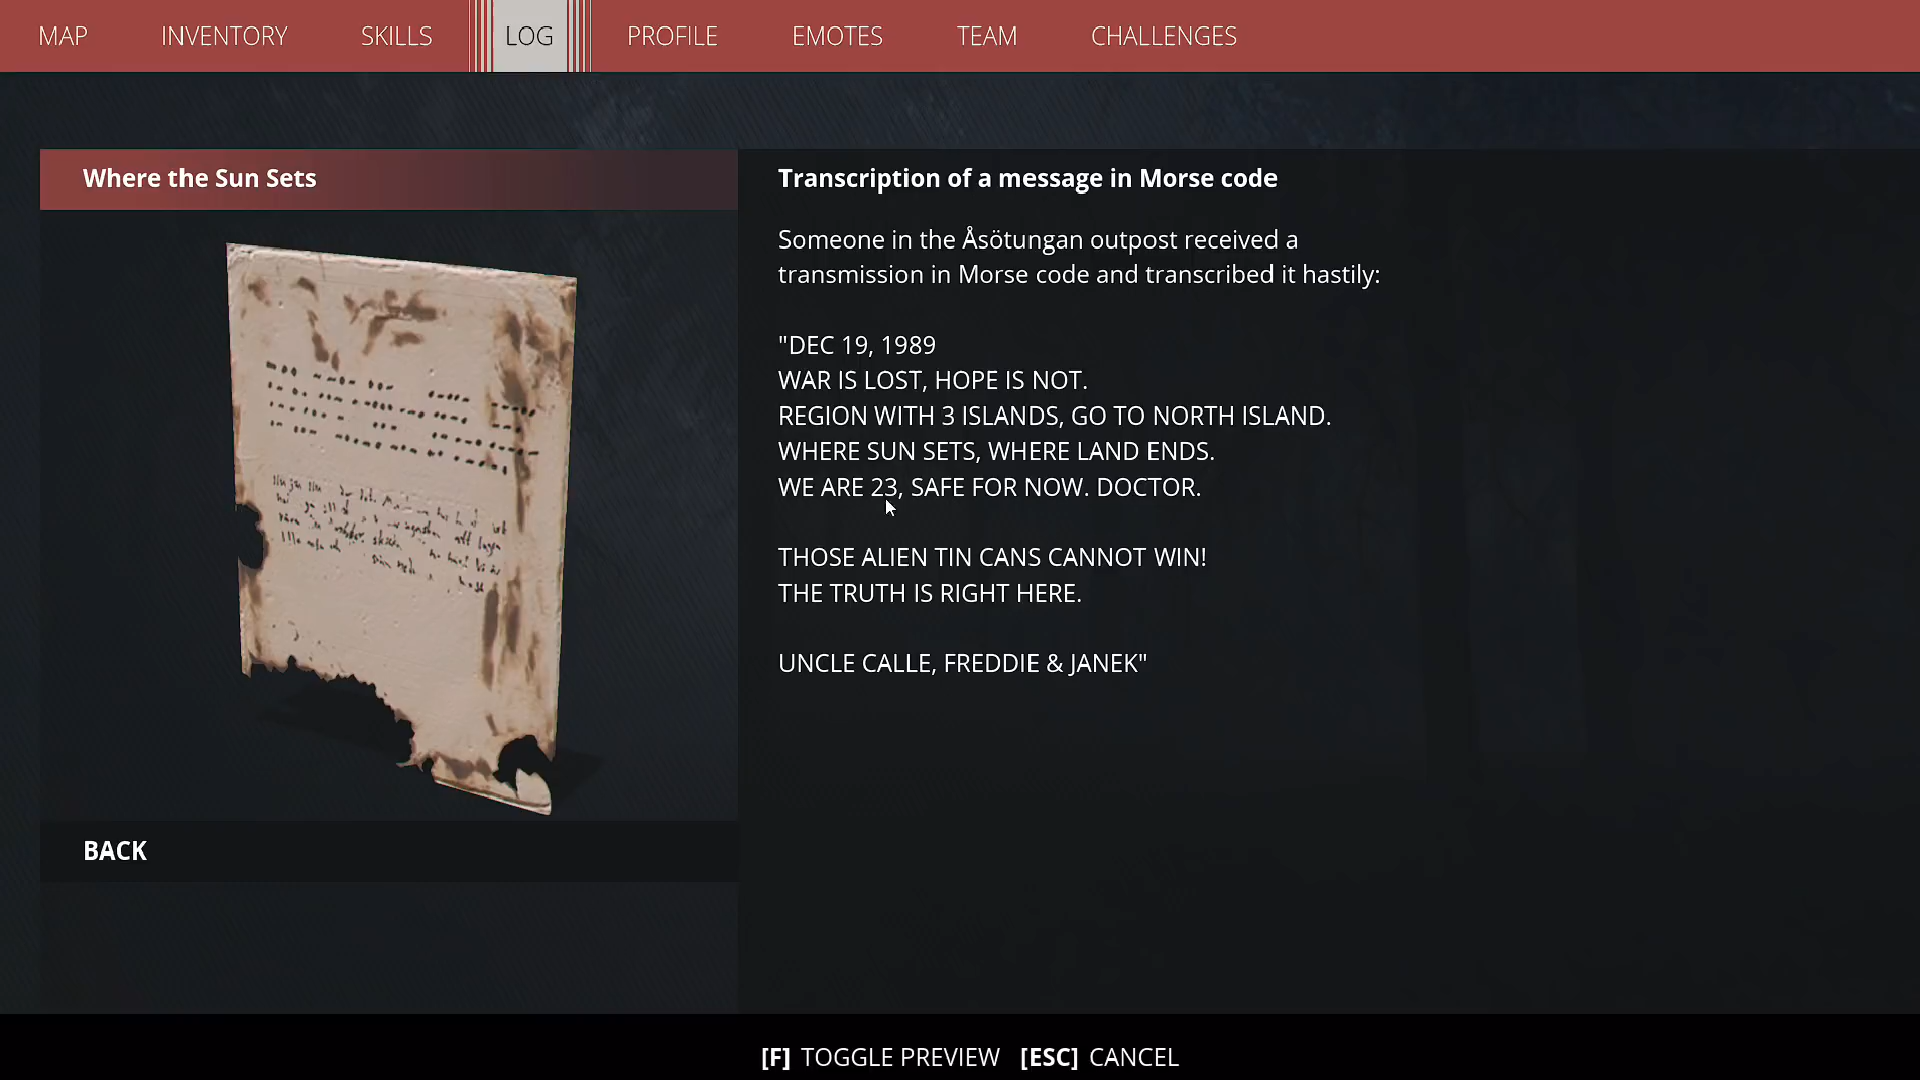 MAP INVENTORY SKILLS LOG PROFILE EMOTES TEAM CHALLENGES
Where the Sun Sets
BACK
Transcription of a message in Morse code
Someone in the Åsötungan outpost received a
transmission in Morse code and transcribed it hastily:
"DEC 19, 1989
WAR IS LOST, HOPE IS NOT.
REGION WITH 3 ISLANDS, GO TO NORTH ISLAND.
WHERE SUN SETS, WHERE LAND ENDS.
WE ARE 23, SAFE FOR NOW. DOCTOR.
THOSE ALIEN TIN CANS CANNOT WIN!
THE TRUTH IS RIGHT HERE.
UNCLE CALLE, FREDDIE & JANEK"
[F] TOGGLE PREVIEW [ESC] CANCEL